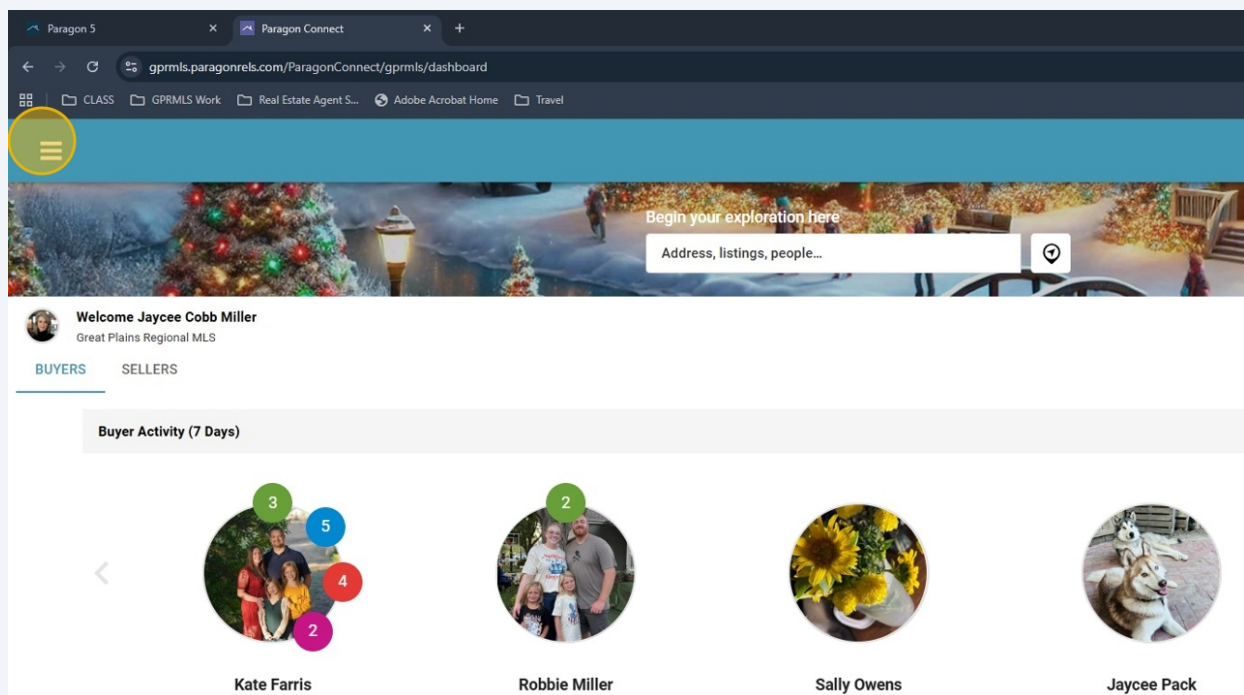 Paragon 5
Paragon Connect
gprmls.paragonrels.com/ParagonConnect/gprmls/dashboard
CLASS GPRMLS Work Real Estate Agent S... Adobe Acrobat Home Travel
Begin your exploration here
Address, listings, people...
Welcome Jaycee Cobb Miller
Great Plains Regional MLS
BUYERS SELLERS
Buyer Activity (7 Days)
3
5
4
2
2
Kate Farris Robbie Miller Sally Owens Jaycee Pack